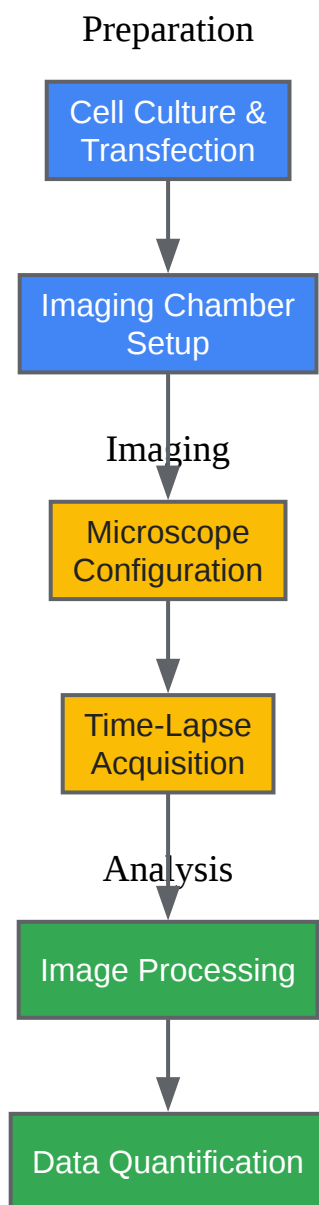 Preparation
Cell Culture &
Transfection
Imaging Chamber
Setup
Imaging
Microscope
Configuration
Time-Lapse
Acquisition
Analysis
Image Processing
Data Quantification